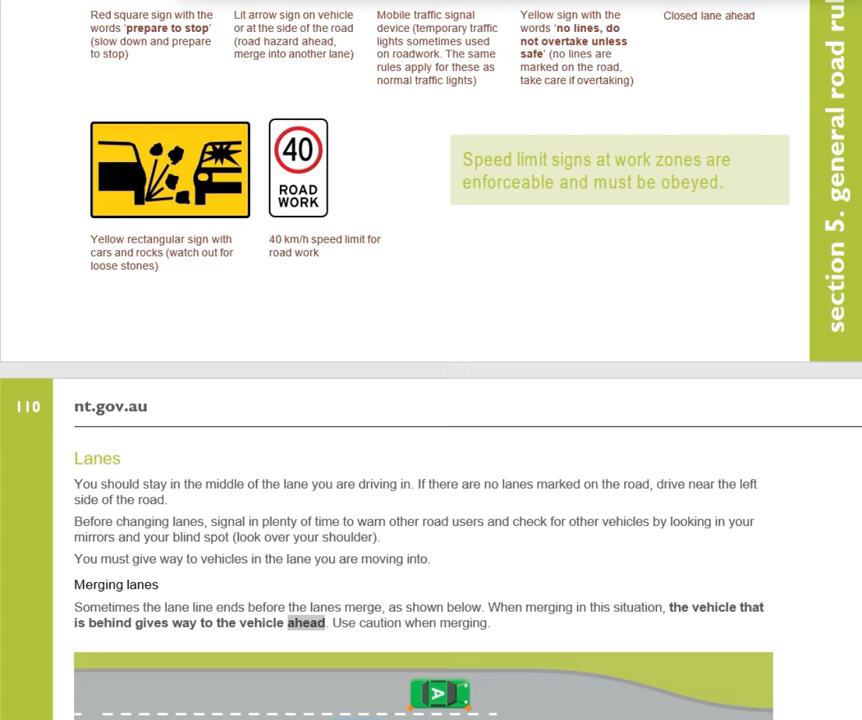 Red square sign with the
words ‘prepare to stop’
(slow down and prepare
to stop)
Lit arrow sign on vehicle
or at the side of the road
(road hazard ahead,
merge into another lane)
Mobile traffic signal
device (temporary traffic
lights sometimes used
on roadwork. The same
rules apply for these as
normal traffic lights)
Yellow sign with the
words ‘no lines, do
not overtake unless
safe’ (no lines are
marked on the road,
take care if overtaking)
Closed lane ahead
40
ROAD
WORK
Yellow rectangular sign with
cars and rocks (watch out for
loose stones)
40 km/h speed limit for
road work
Speed limit signs at work zones are
enforceable and must be obeyed.
section 5. general road ru
110
nt.gov.au
Lanes
You should stay in the middle of the lane you are driving in. If there are no lanes marked on the road, drive near the left
side of the road.
Before changing lanes, signal in plenty of time to warn other road users and check for other vehicles by looking in your
mirrors and your blind spot (look over your shoulder).
You must give way to vehicles in the lane you are moving into.
Merging lanes
Sometimes the lane line ends before the lanes merge, as shown below. When merging in this situation, the vehicle that
is behind gives way to the vehicle ahead. Use caution when merging.
A